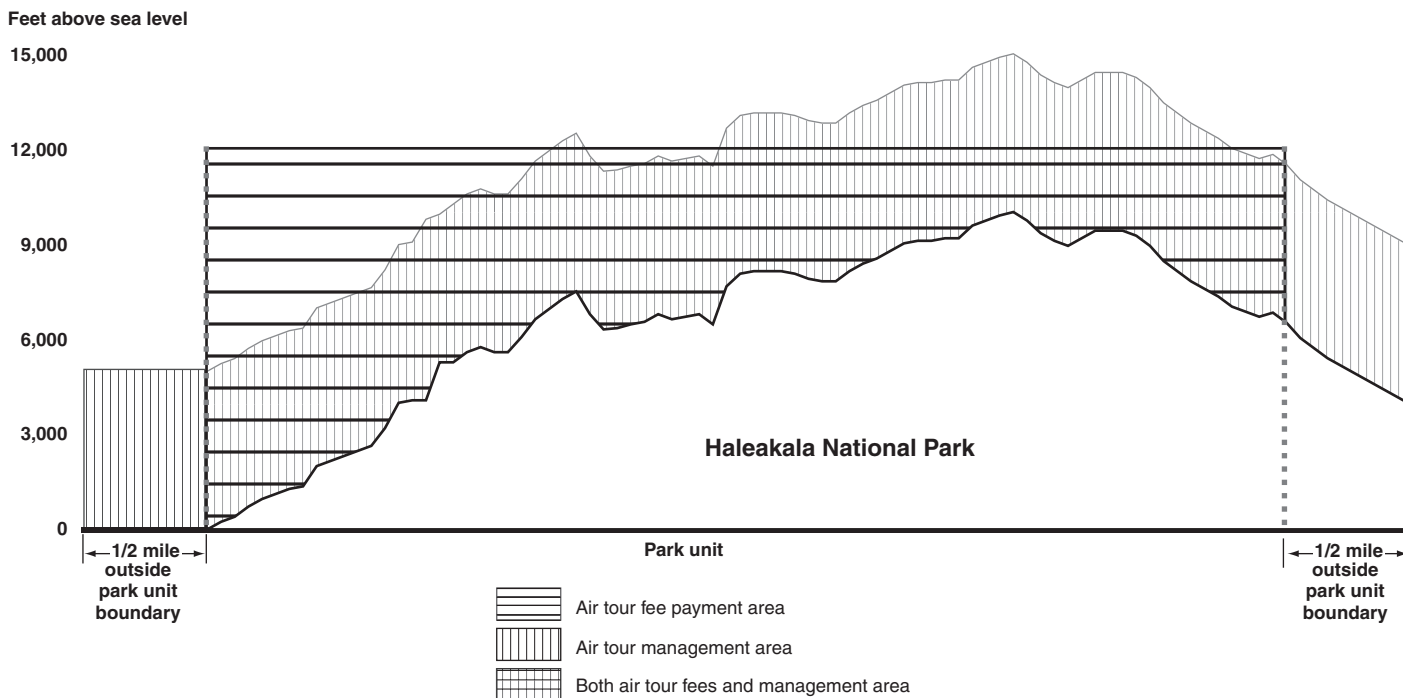 Feet above sea level
15,000
12,000
9,000
6,000
3,000
0
Haleakala National Park
1/2 mile
outside
park unit
boundary
Park unit
1/2 mile
outside
park unit
boundary
Air tour fee payment area
Air tour management area
Both air tour fees and management area